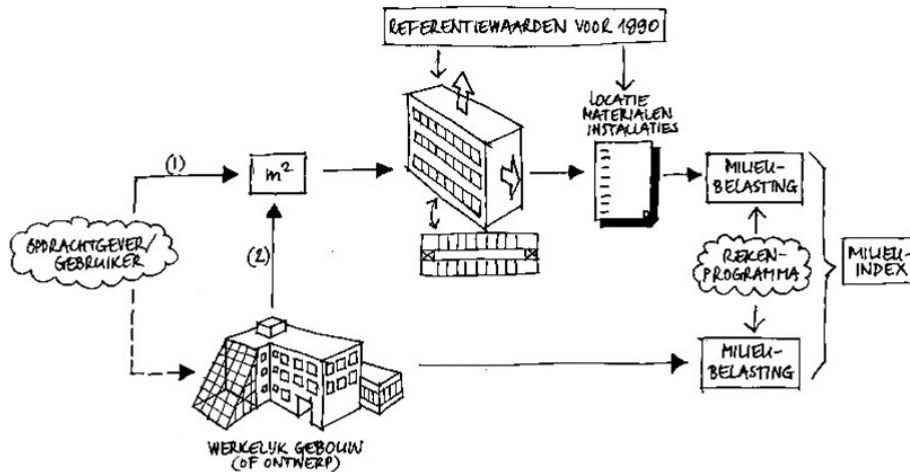 REFERENTIEWAARDEN VOOR 1990
LOCATIE
MATERIALEN
INSTALLATIES
(1)
m²
MILIEU-
BELASTING
OPDRACHTGEVER/
GEBRUIKER
(2)
REKEN-
PROGRAMMA
MILIEU-
INDEX
MILIEU-
BELASTING
WERKELIJK GEBOUW
(OF ONTWERP)